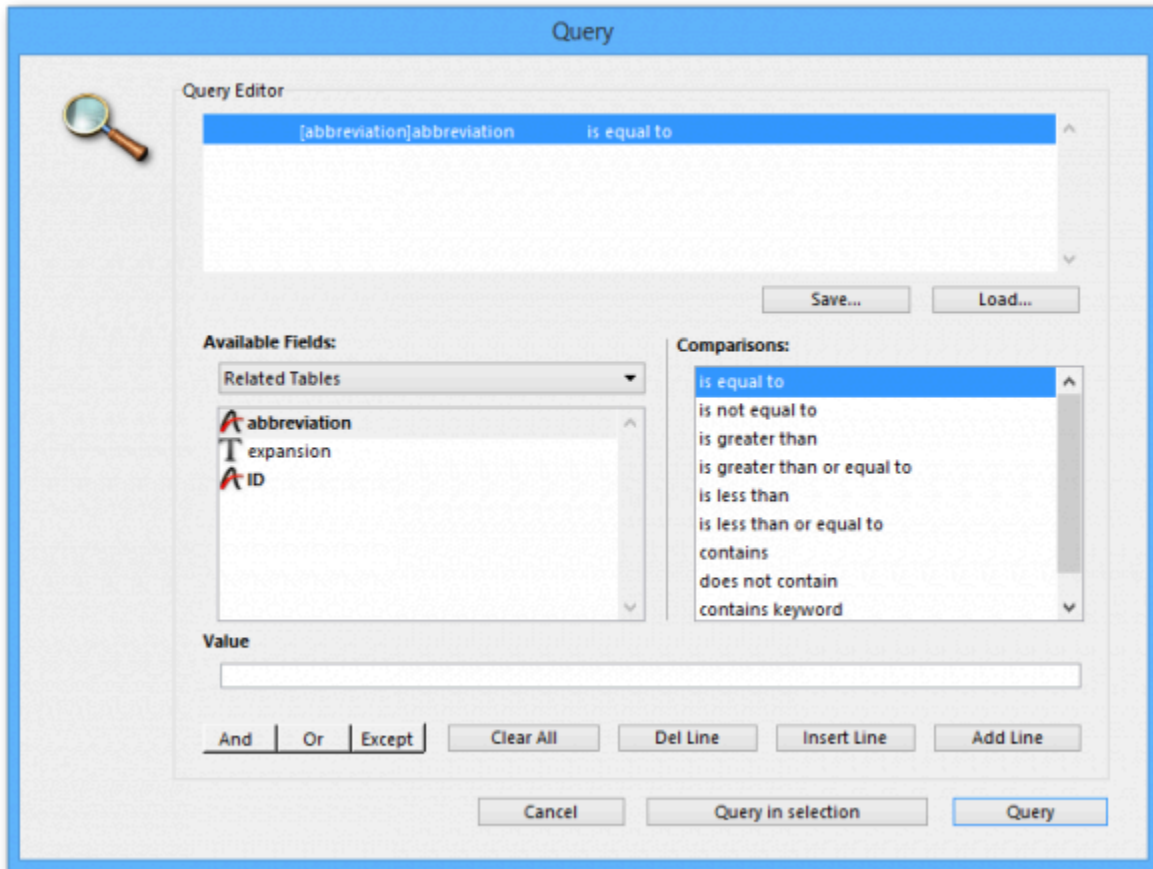 Query
Query Editor
[abbreviation]abbreviation is equal to
Save... Load...
Available Fields:
Related Tables
abbreviation
expansion
ID
Comparisons:
is equal to
is not equal to
is greater than
is greater than or equal to
is less than
is less than or equal to
contains
does not contain
contains keyword
Value
And Or Except Clear All Del Line Insert Line Add Line
Cancel Query in selection Query